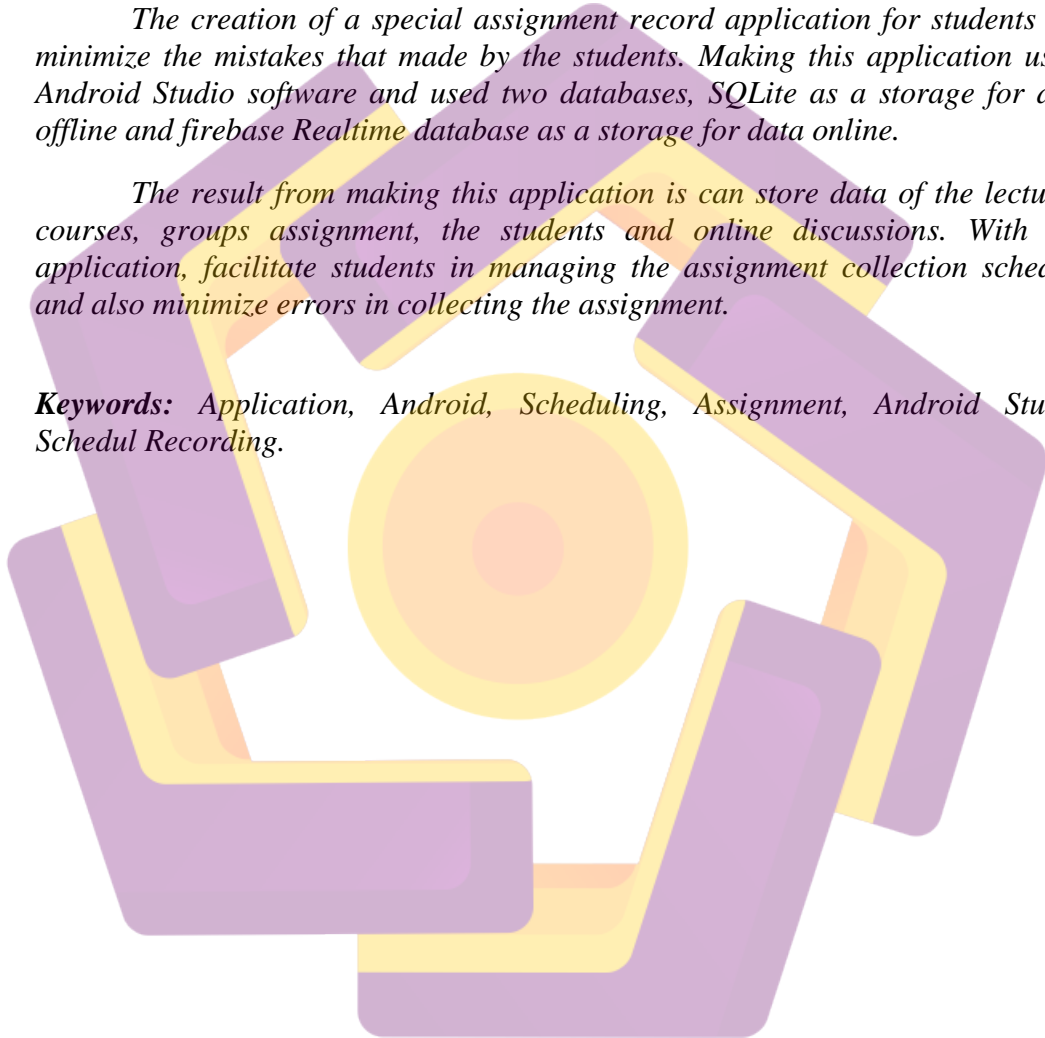 The creation of a special assignment record application for students
minimize the mistakes that made by the students. Making this application us
Android Studio software and used two databases, SQLite as a storage for
offline and firebase Realtime database as a storage for data online.
The result from making this application is can store data of the lectu
courses, groups assignment, the students and online discussions. With
application, facilitate students in managing the assignment collection sched
and also minimize errors in collecting the assignment.
Keywords: Application, Android, Scheduling, Assignment, Android Stu
Schedul Recording.